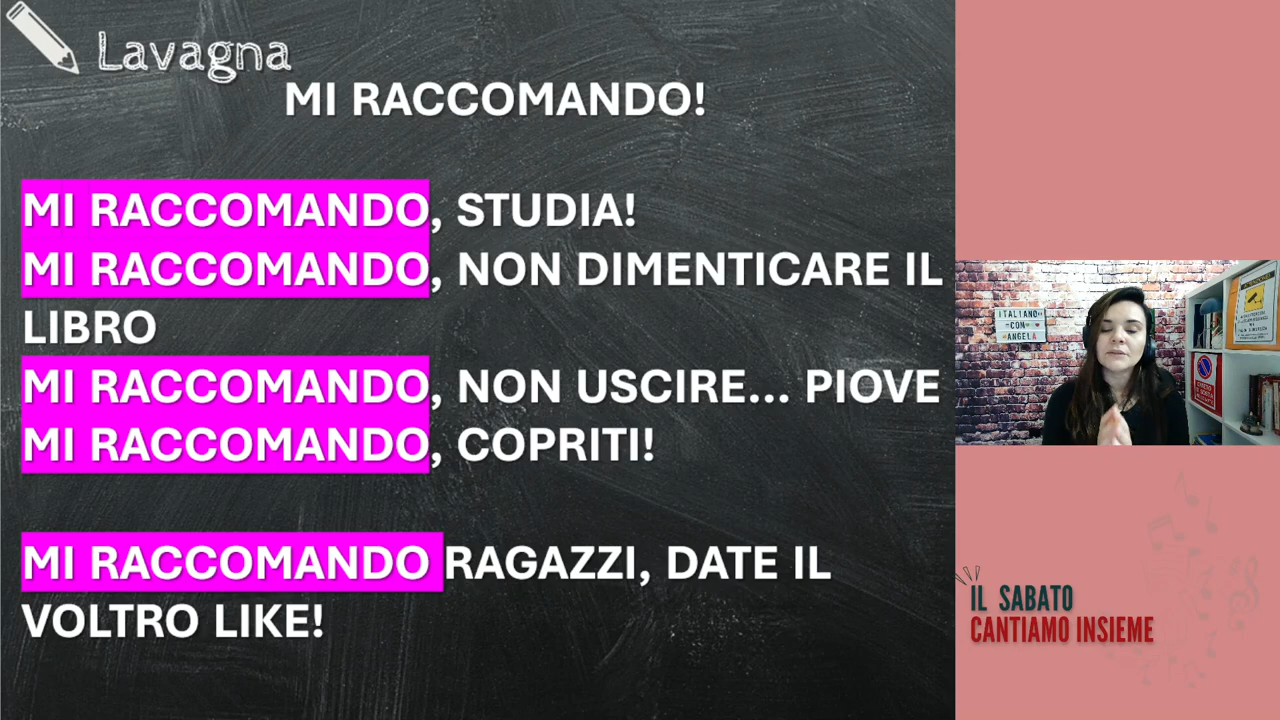 Lavagna
MI RACCOMANDO!
MI RACCOMANDO, STUDIA!
MI RACCOMANDO, NON DIMENTICARE IL
LIBRO
MI RACCOMANDO, NON USCIRE... PIOVE
MI RACCOMANDO, COPRITI!
MI RACCOMANDO RAGAZZI, DATE IL
VOLTRO LIKE!
ITALIANO
CON
ANGELA
IL SABATO
CANTIAMO INSIEME